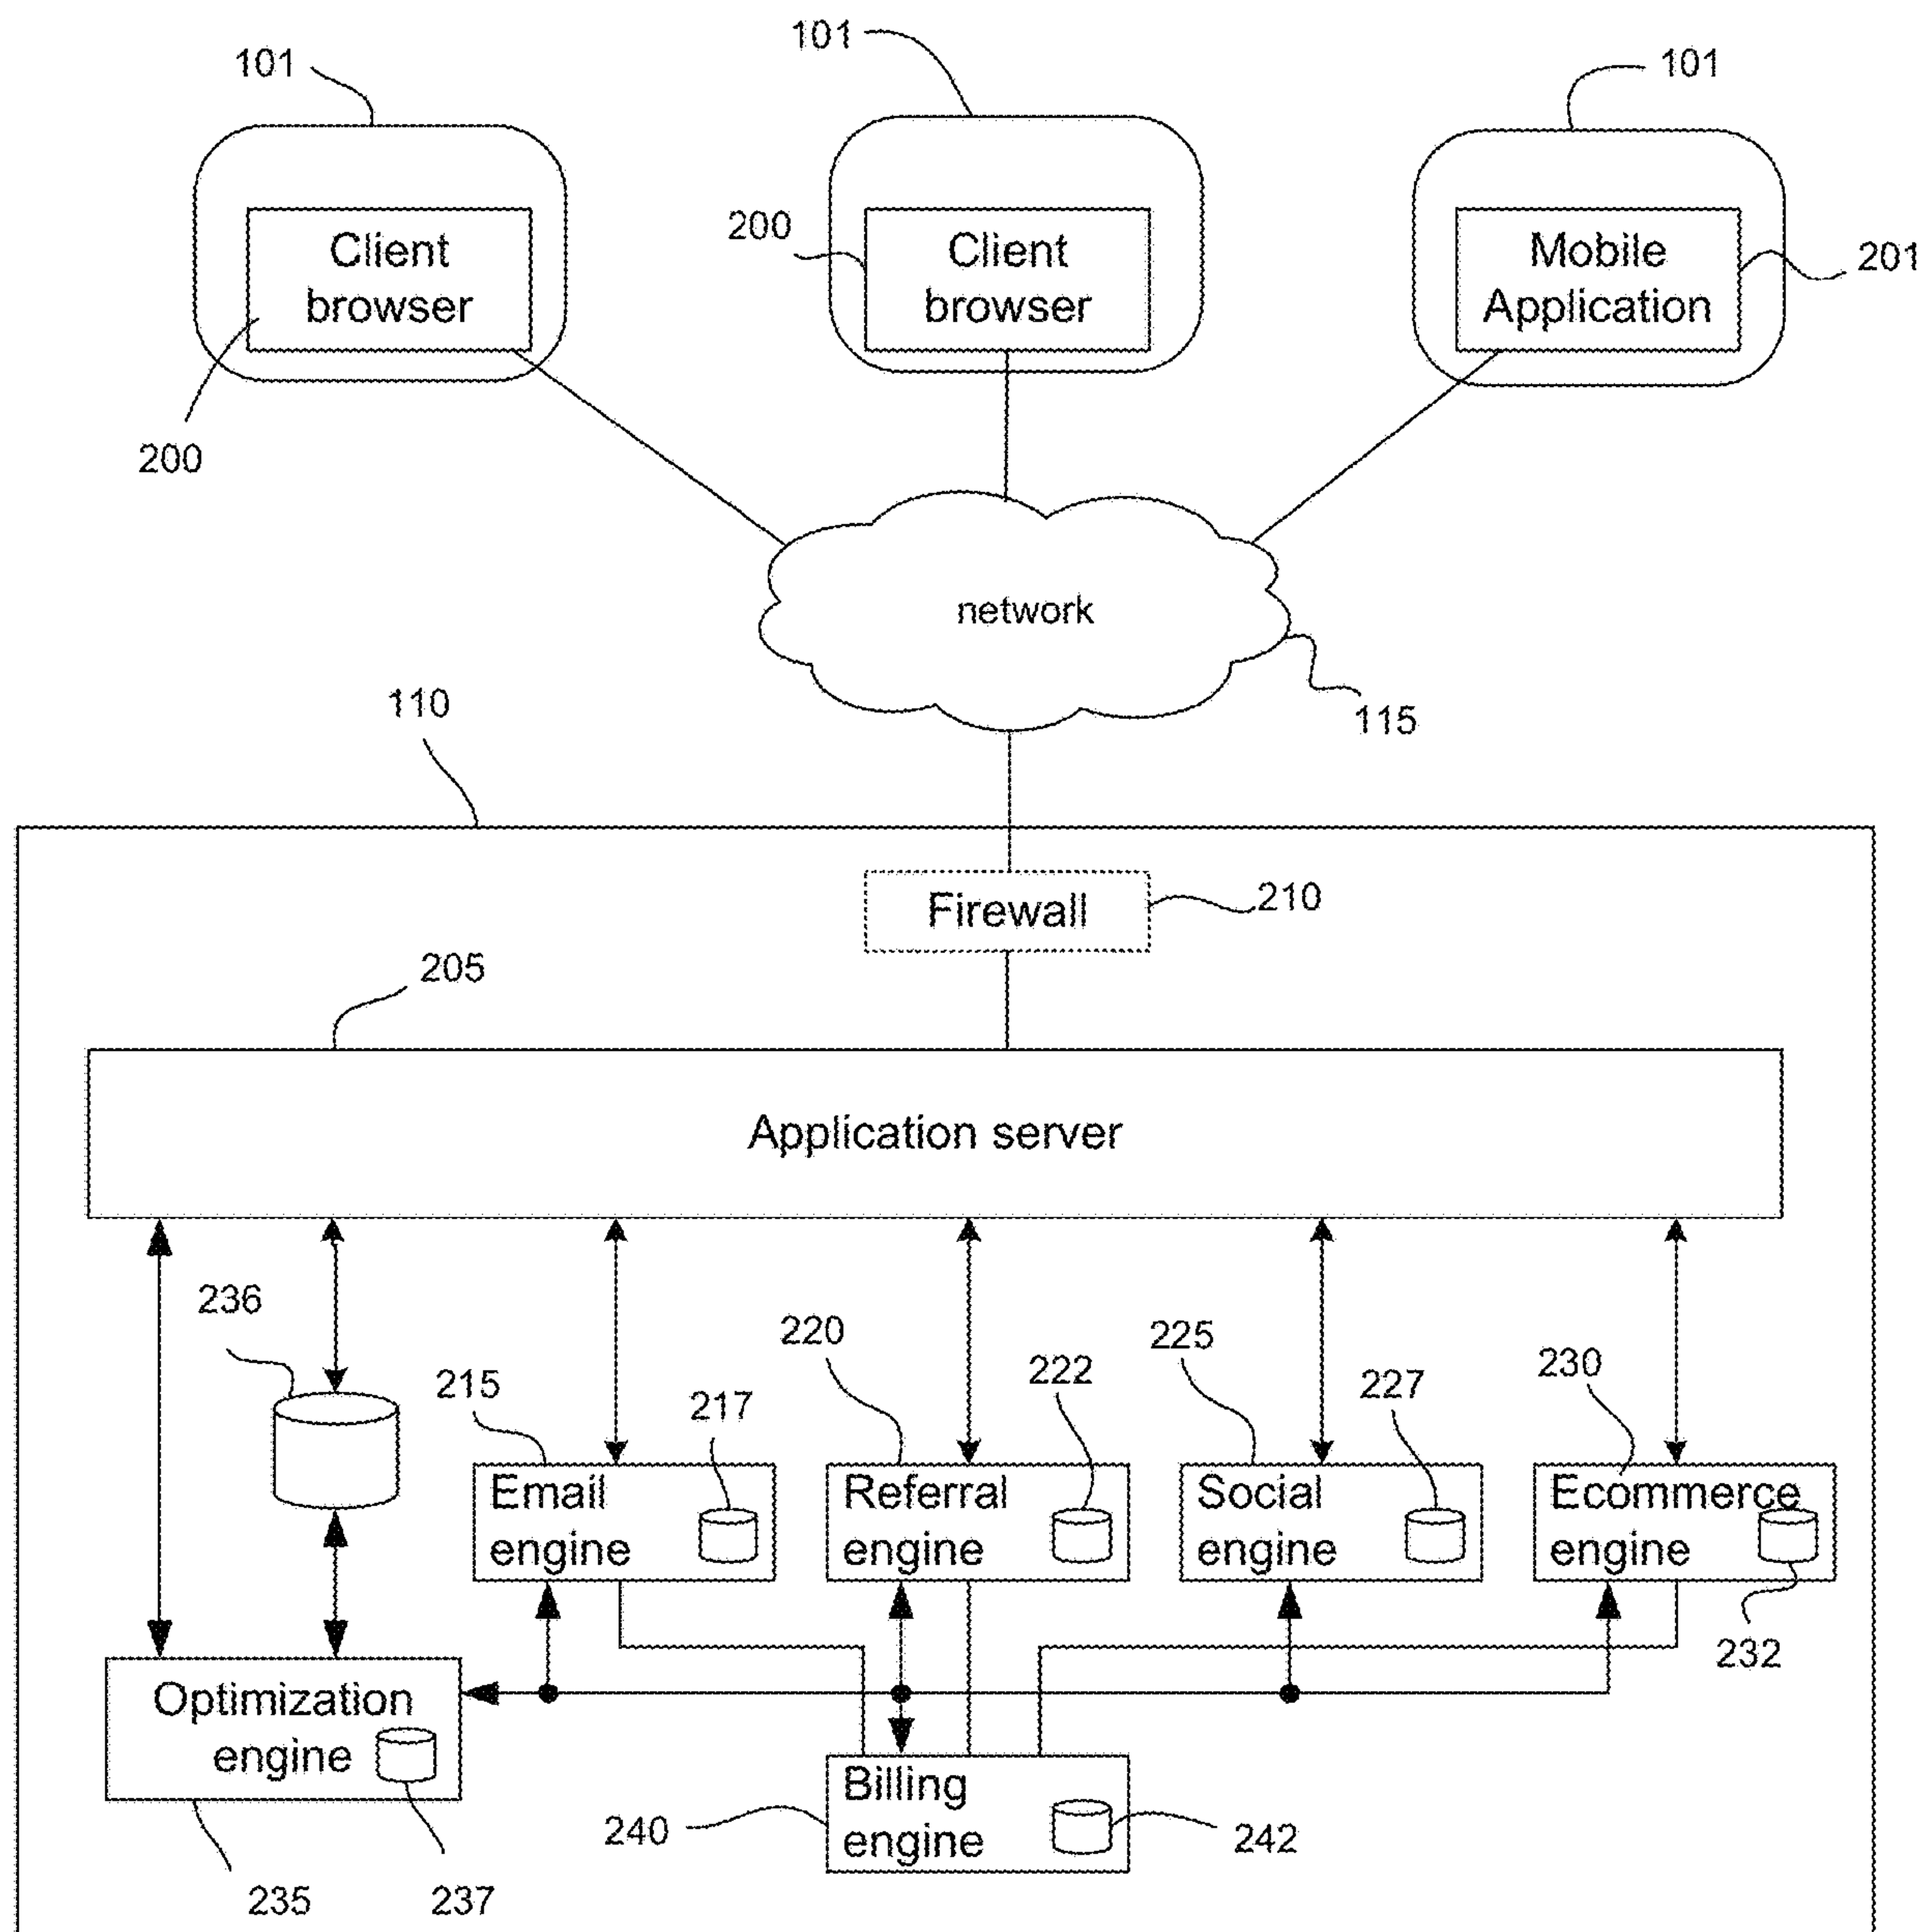 101
101
101
Client
browser
200
Client
browser
Mobile
Application
201
200
network
115
110
Firewall
210
205
Application server
236
215
217
220
222
225
227
230
Email
engine
Referral
engine
Social
engine
Ecommerce
engine
232
Optimization
engine
Billing
engine
240
242
235
237